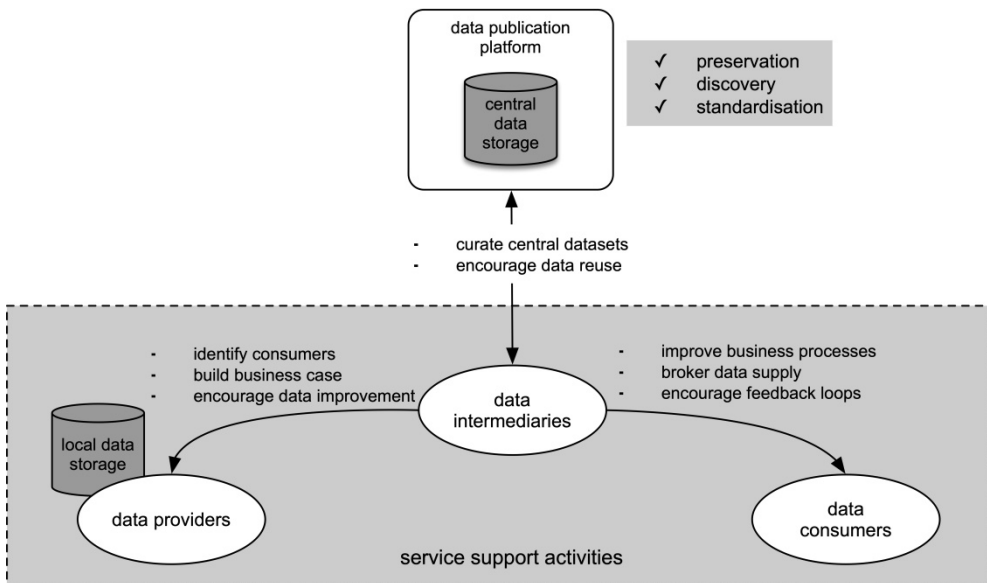 data publication
platform
central
data
storage
✓ preservation
✓ discovery
✓ standardisation
- curate central datasets
- encourage data reuse
- identify consumers
- build business case
- encourage data improvement
- improve business processes
- broker data supply
- encourage feedback loops
data
intermediaries
local data
storage
data providers
data
consumers
service support activities